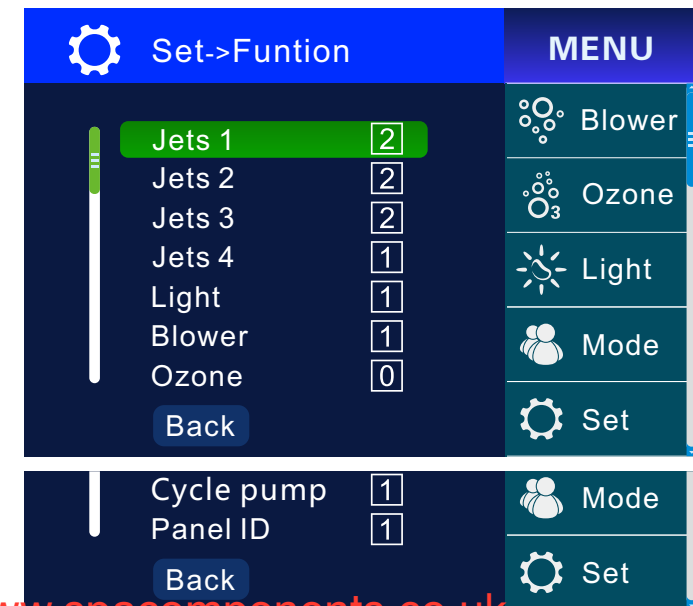 Set->Funtion
MENU
Jets 1 2
Jets 2 2
Jets 3 2
Jets 4 1
Light 1
Blower 1
Ozone 0
Back
Blower
O3 Ozone
Light
Mode
Set
Cycle pump 1
Panel ID 1
Back
Mode
Set